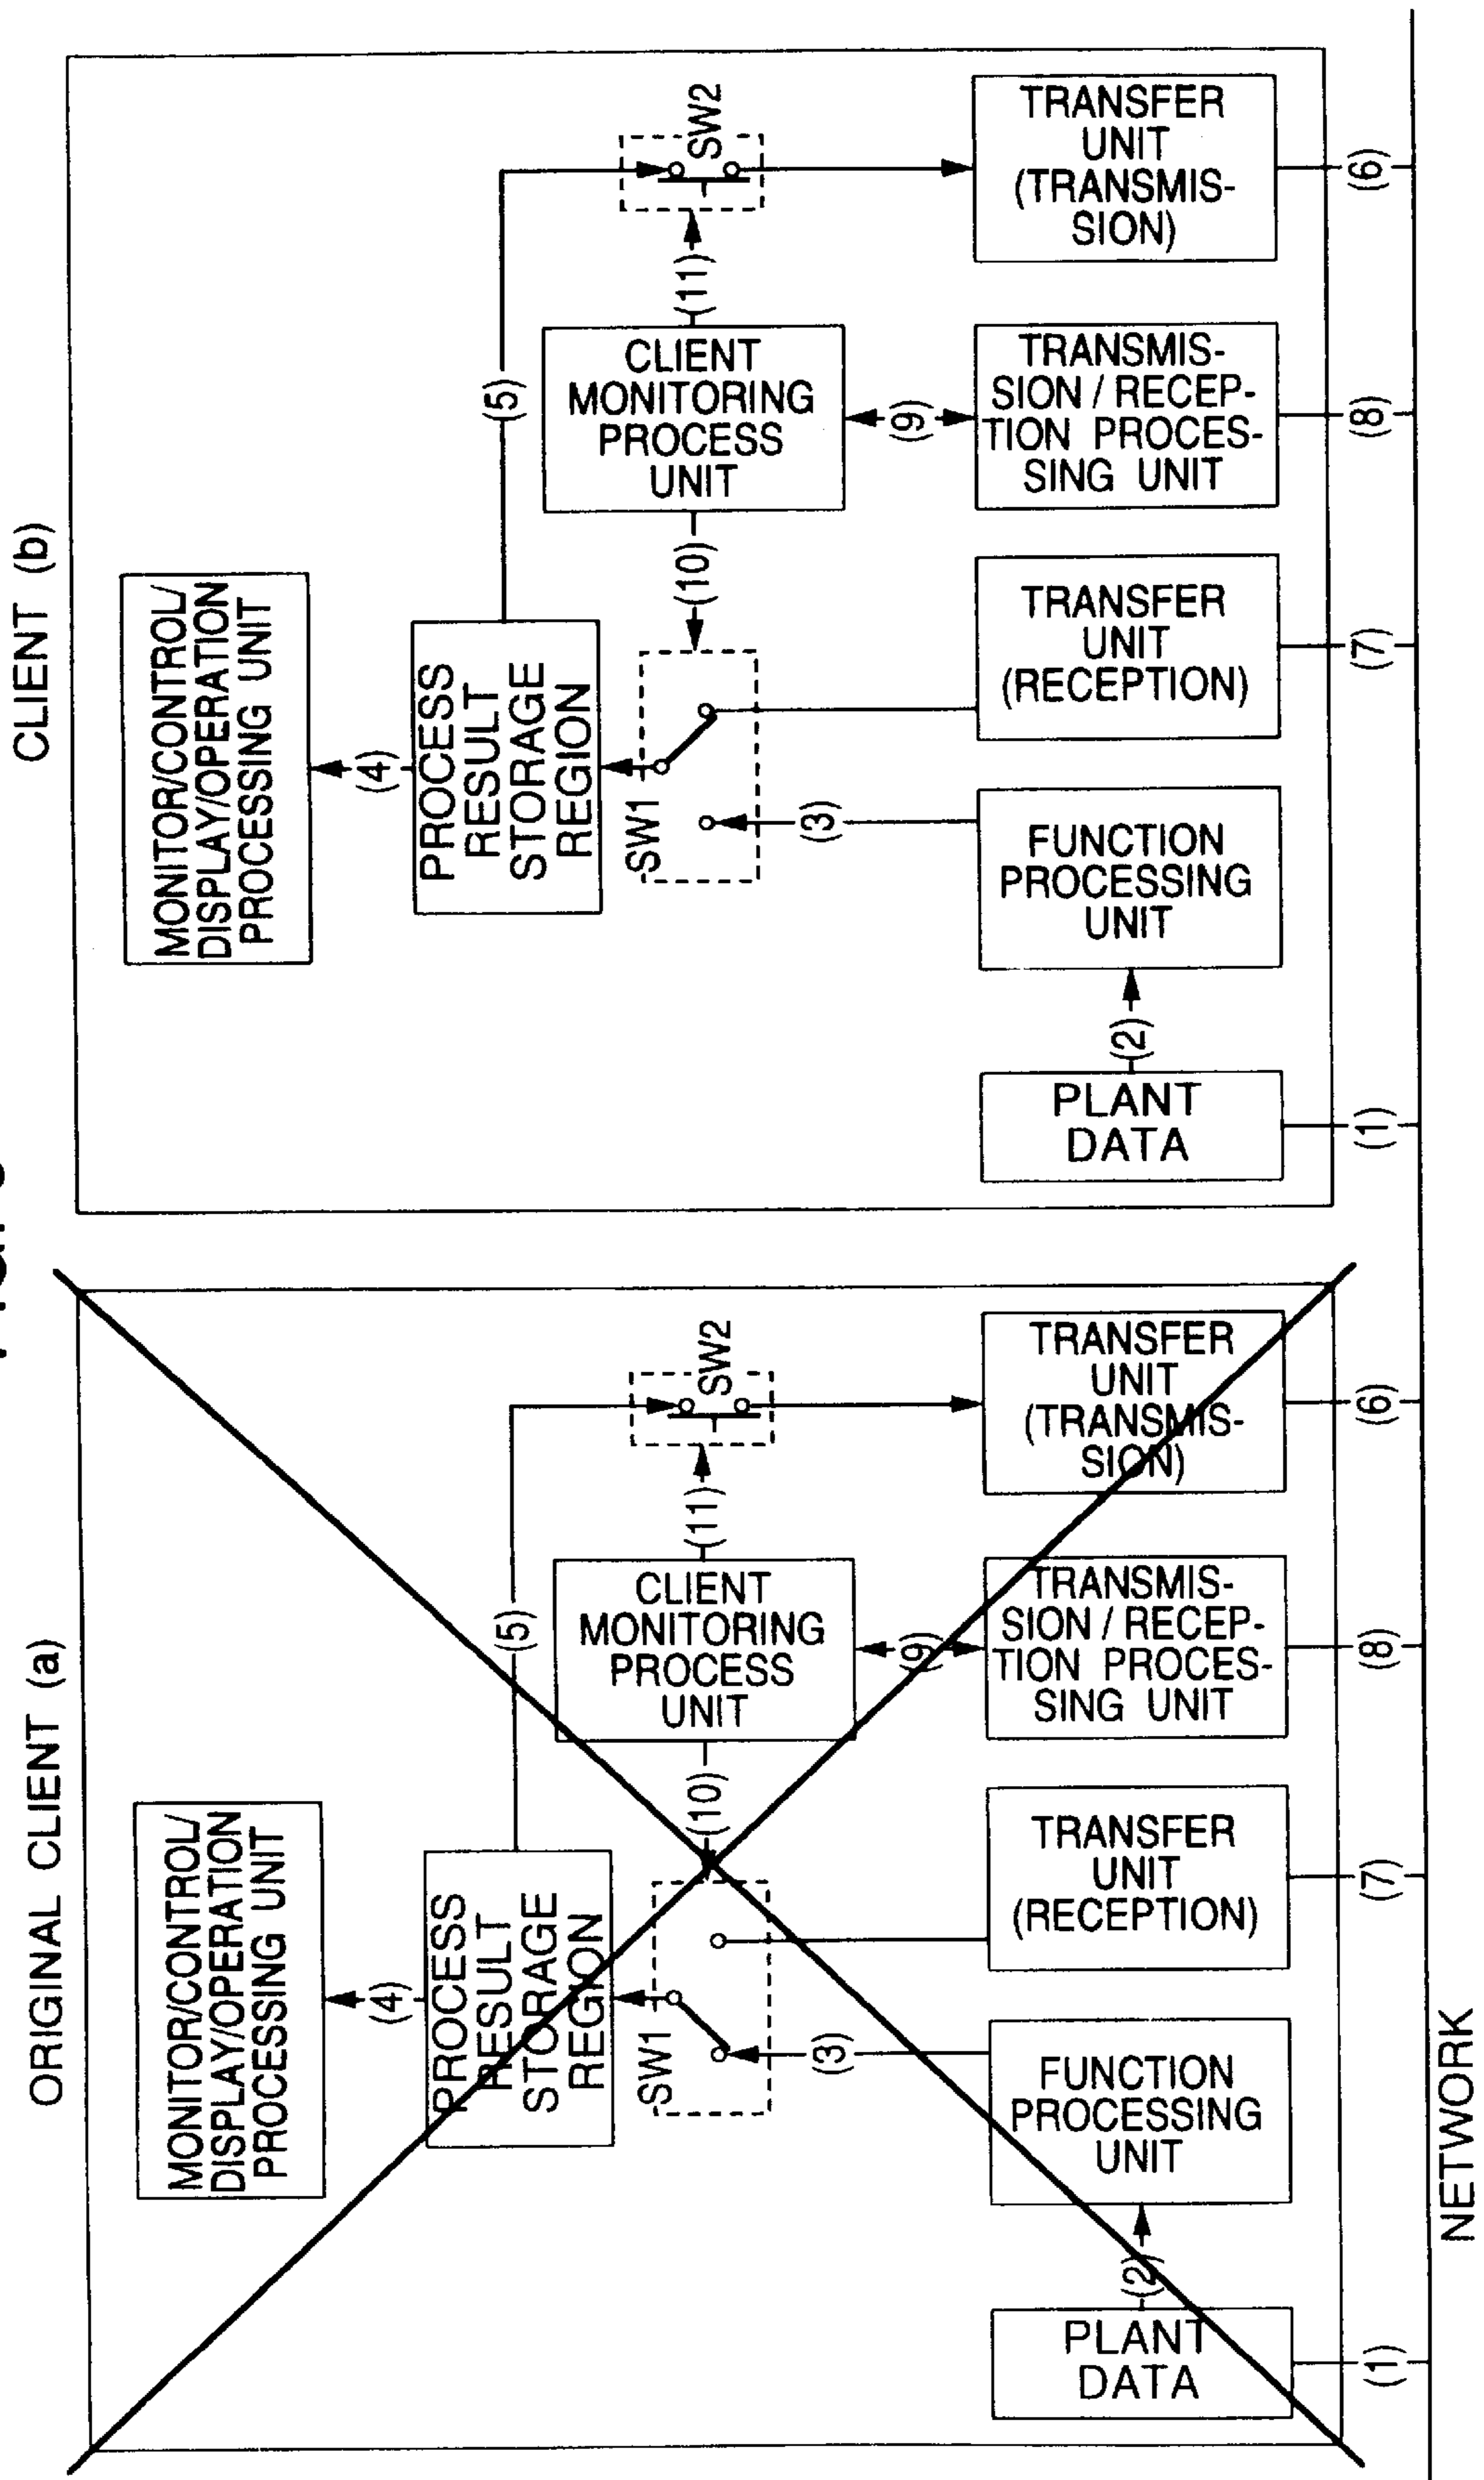 ORIGINAL CLIENT (a)
MONITOR/CONTROL/
DISPLAY/OPERATION
PROCESSING UNIT
(4)
PROCESS
RESULT
STORAGE
REGION
(5)
SW1
(10)
CLIENT
MONITORING
PROCESS
UNIT
(11)
SW2
(3)
(9)
PLANT
DATA
(2)
FUNCTION
PROCESSING
UNIT
TRANSFER
UNIT
(RECEPTION)
TRANSMIS-
SION / RECEP-
TION PROCES-
SING UNIT
TRANSFER
UNIT
(TRANSMIS-
SION)
(1)
(7)
(8)
(6)
CLIENT (b)
MONITOR/CONTROL/
DISPLAY/OPERATION
PROCESSING UNIT
(4)
PROCESS
RESULT
STORAGE
REGION
(5)
SW1
(10)
CLIENT
MONITORING
PROCESS
UNIT
(11)
SW2
(3)
(9)
PLANT
DATA
(2)
FUNCTION
PROCESSING
UNIT
TRANSFER
UNIT
(RECEPTION)
TRANSMIS-
SION / RECEP-
TION PROCES-
SING UNIT
TRANSFER
UNIT
(TRANSMIS-
SION)
(1)
(7)
(8)
(6)
NETWORK